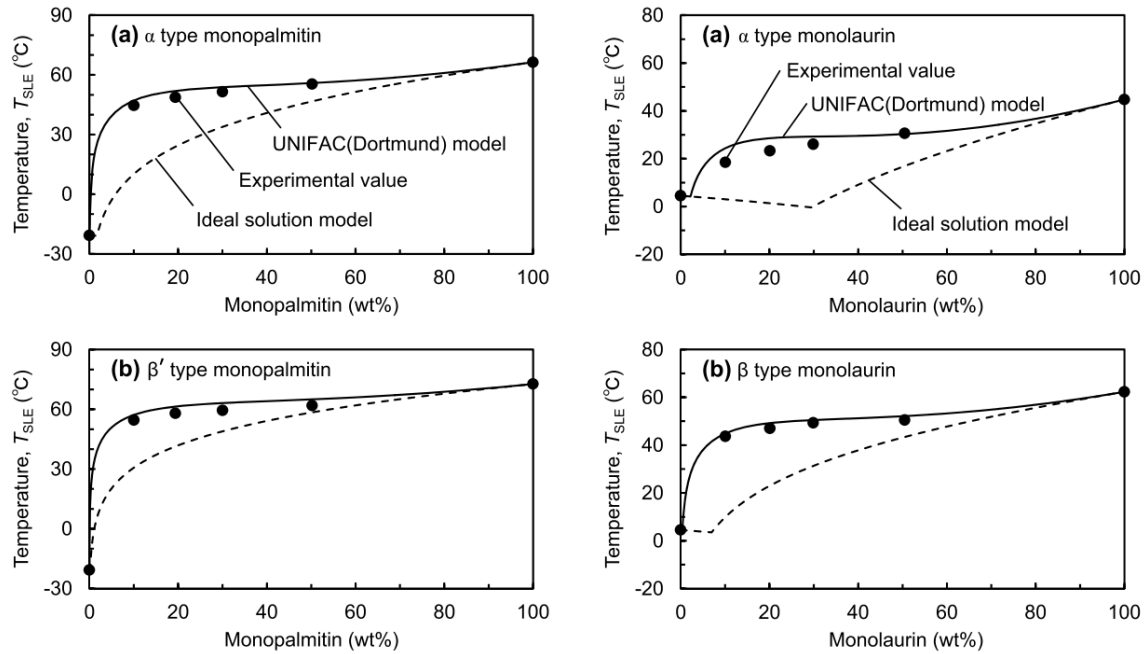 Temperature, T_SLE (°C)
90
60
30
0
-30
(a) α type monopalmitin
UNIFAC(Dortmund) model
Experimental value
Ideal solution model
0 20 40 60 80 100
Monopalmitin (wt%)
Temperature, T_SLE (°C)
80
60
40
20
0
-20
(a) α type monolaurin
Experimental value
UNIFAC(Dortmund) model
Ideal solution model
0 20 40 60 80 100
Monolaurin (wt%)
Temperature, T_SLE (°C)
90
60
30
0
-30
(b) β′ type monopalmitin
0 20 40 60 80 100
Monopalmitin (wt%)
Temperature, T_SLE (°C)
80
60
40
20
0
-20
(b) β type monolaurin
0 20 40 60 80 100
Monolaurin (wt%)